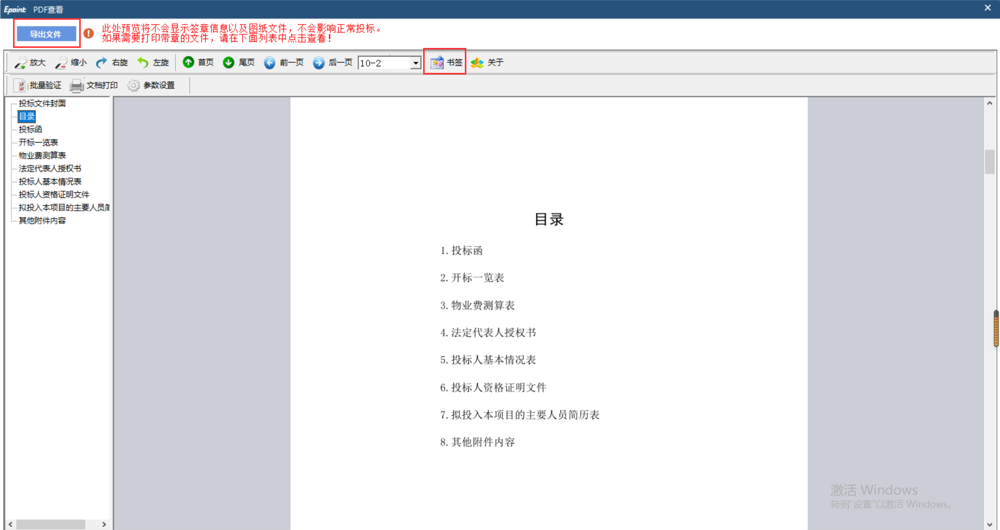 Epoint PDF查看
导出文件
此处预览将不会显示签章信息以及图纸文件，不会影响正常投标。
如果需要打印带章的文件，请在下面列表中点击查看！
放大 缩小 右旋 左旋 首页 尾页 前一页 后一页 10-2 书签 关于
批量验证 文档打印 参数设置
投标文件封面
目录
投标函
开标一览表
物业费测算表
法定代表人授权书
投标人基本情况表
投标人资格证明文件
拟投入本项目的主要人员简
其他附件内容
目录
1.投标函
2.开标一览表
3.物业费测算表
4.法定代表人授权书
5.投标人基本情况表
6.投标人资格证明文件
7.拟投入本项目的主要人员简历表
8.其他附件内容
激活 Windows
转到"设置"以激活 Windows。